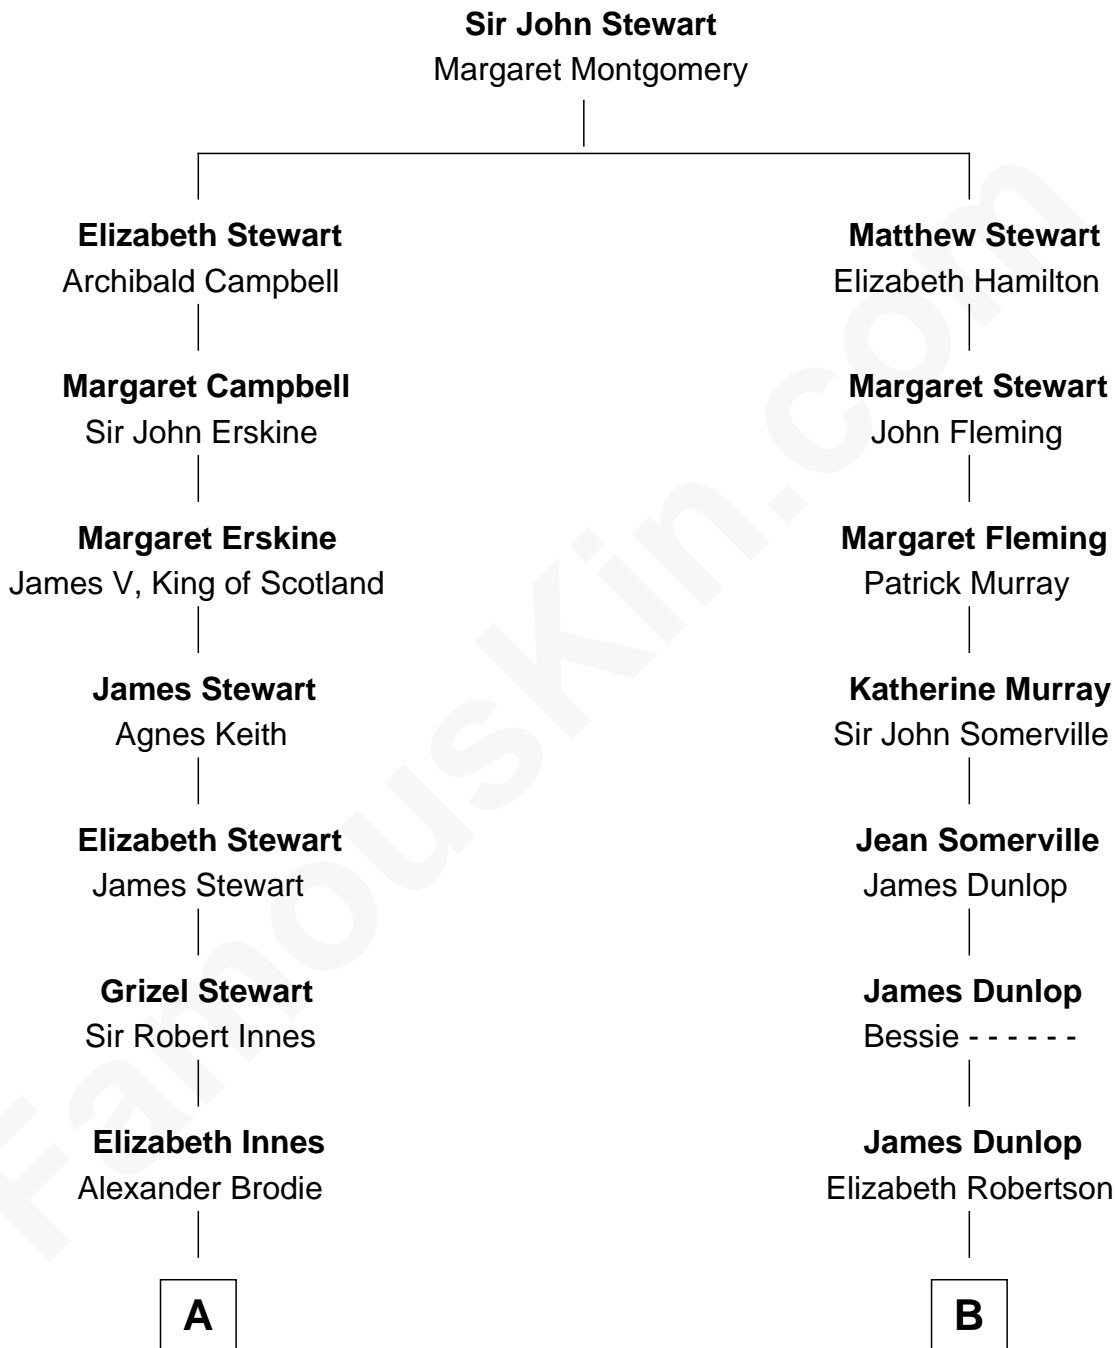 Sir John Stewart
Margaret Montgomery
Elizabeth Stewart
Archibald Campbell
Matthew Stewart
Elizabeth Hamilton
Margaret Campbell
Sir John Erskine
Margaret Stewart
John Fleming
Margaret Erskine
James V, King of Scotland
Margaret Fleming
Patrick Murray
James Stewart
Agnes Keith
Katherine Murray
Sir John Somerville
Elizabeth Stewart
James Stewart
Jean Somerville
James Dunlop
Grizel Stewart
Sir Robert Innes
James Dunlop
Bessie - - - - - -
Elizabeth Innes
Alexander Brodie
James Dunlop
Elizabeth Robertson
A
B
FamousKin.com